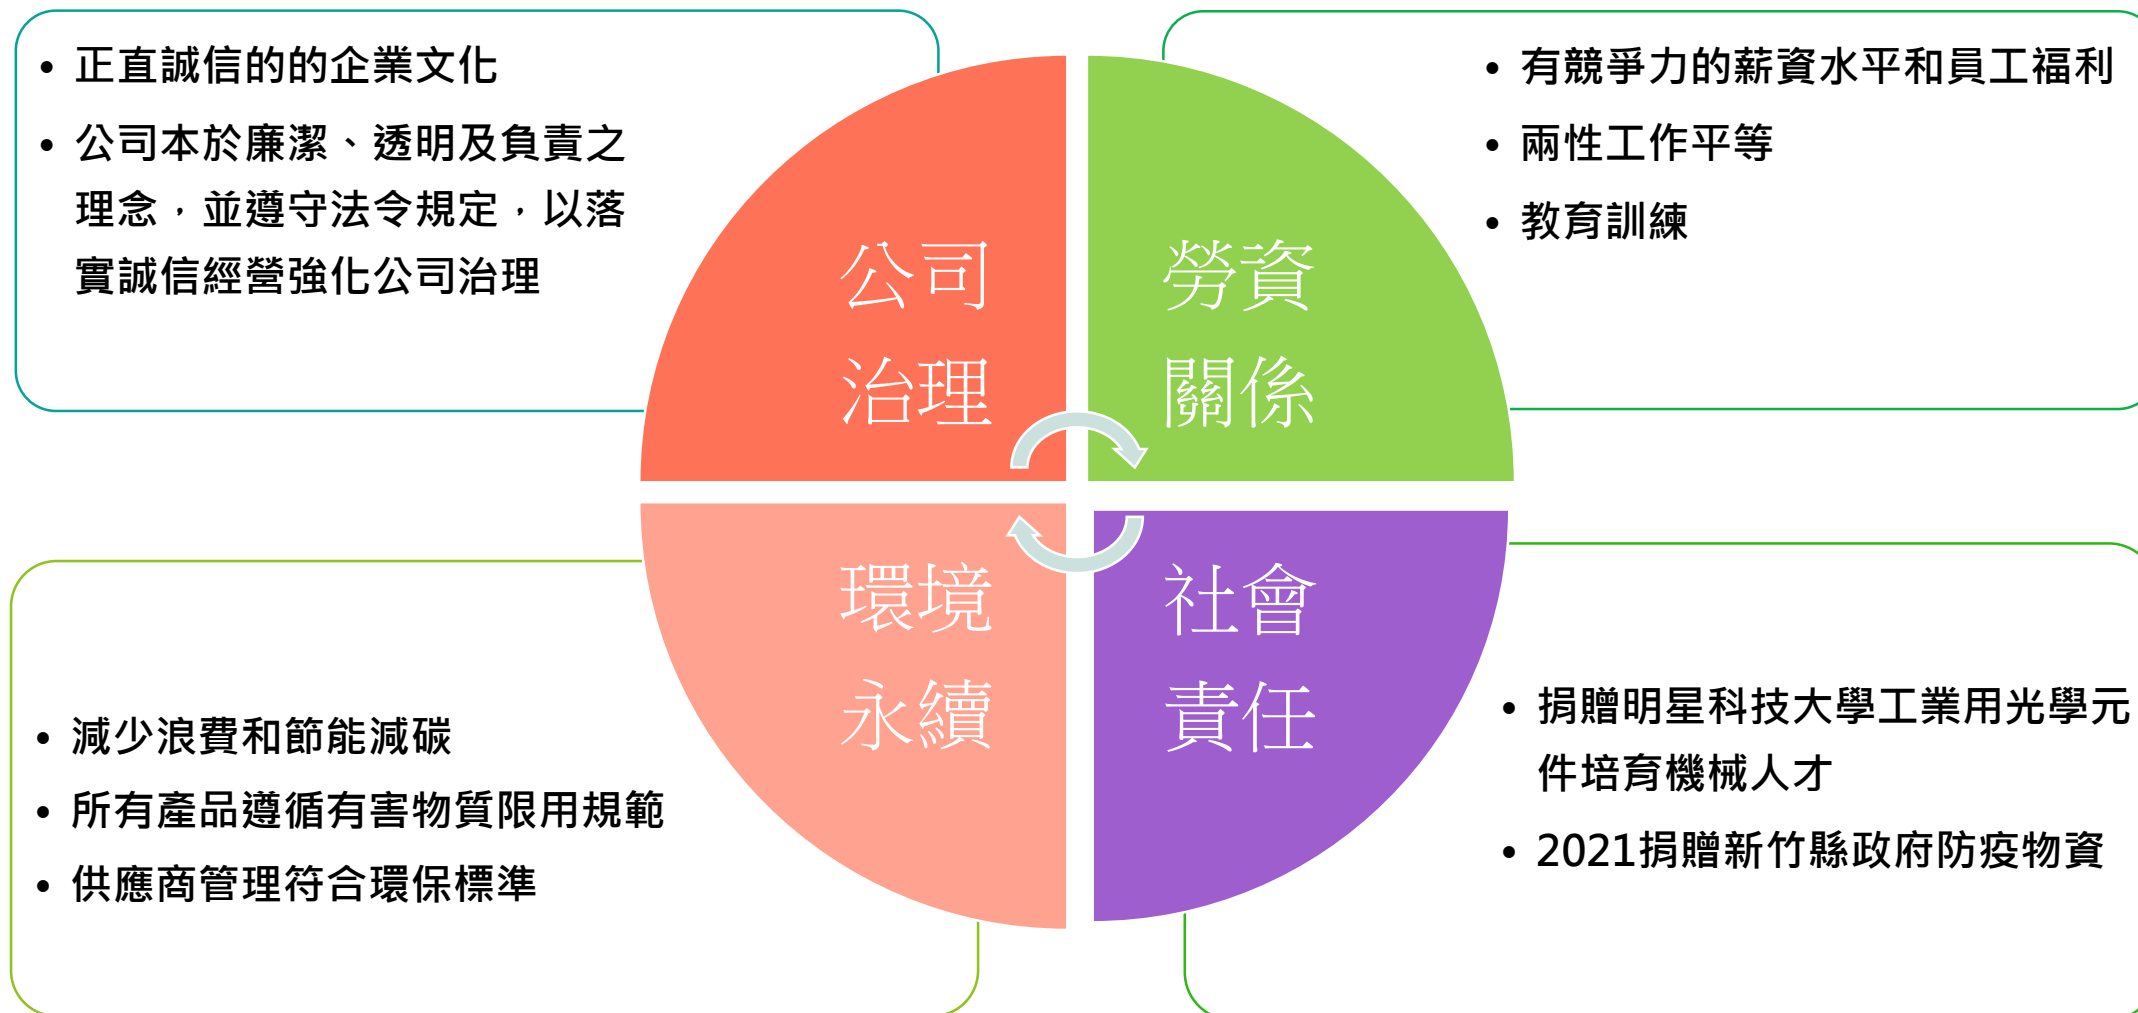 • 正直誠信的的企業文化
• 公司本於廉潔、透明及負責之
理念，並遵守法令規定，以落
實誠信經營強化公司治理
公司
治理
勞資
關係
• 有競爭力的薪資水平和員工福利
• 兩性工作平等
• 教育訓練
• 減少浪費和節能減碳
• 所有產品遵循有害物質限用規範
• 供應商管理符合環保標準
環境
永續
社會
責任
• 捐贈明星科技大學工業用光學元
件培育機械人才
• 2021捐贈新竹縣政府防疫物資